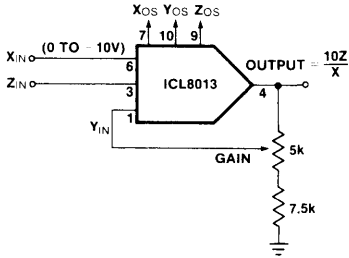 XOS YOS ZOS
7 10 9
XIN (0 TO – 10V) 6
ZIN 3
ICL8013
4
OUTPUT = 10Z/X
1
YIN
GAIN
5k
7.5k